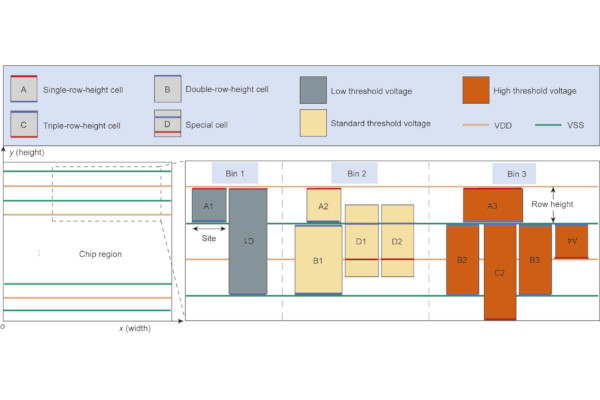 A Single-row-height cell
B Double-row-height cell
Low threshold voltage
High threshold voltage
C Triple-row-height cell
D Special cell
Standard threshold voltage
VDD
VSS
y (height)
Bin 1
Bin 2
Bin 3
A1
A2
A3
Row height
Site
C1
D1
D2
A4
⋮ Chip region
B1
B2
C2
B3
o
x (width)